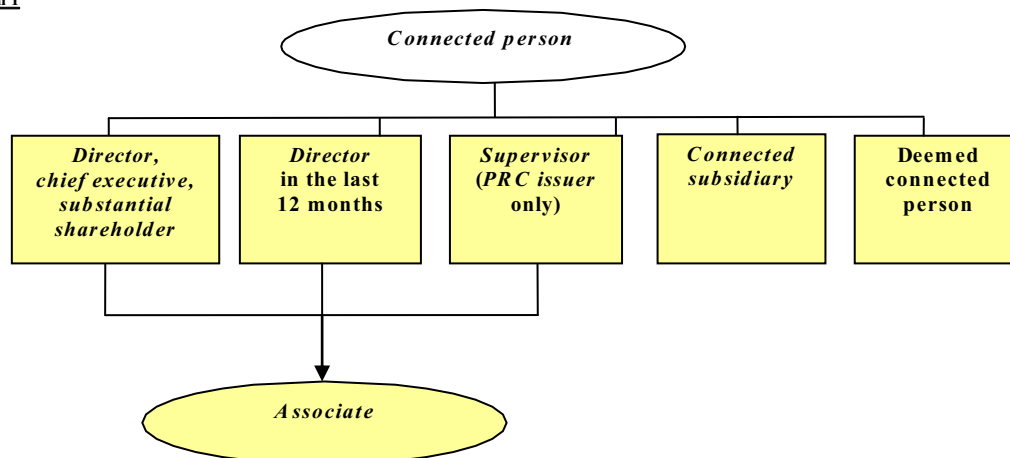 Connected person
Director,
chief executive,
substantial
shareholder
Director
in the last
12 months
Supervisor
(PRC issuer
only)
Connected
subsidiary
Deemed
connected
person
Associate